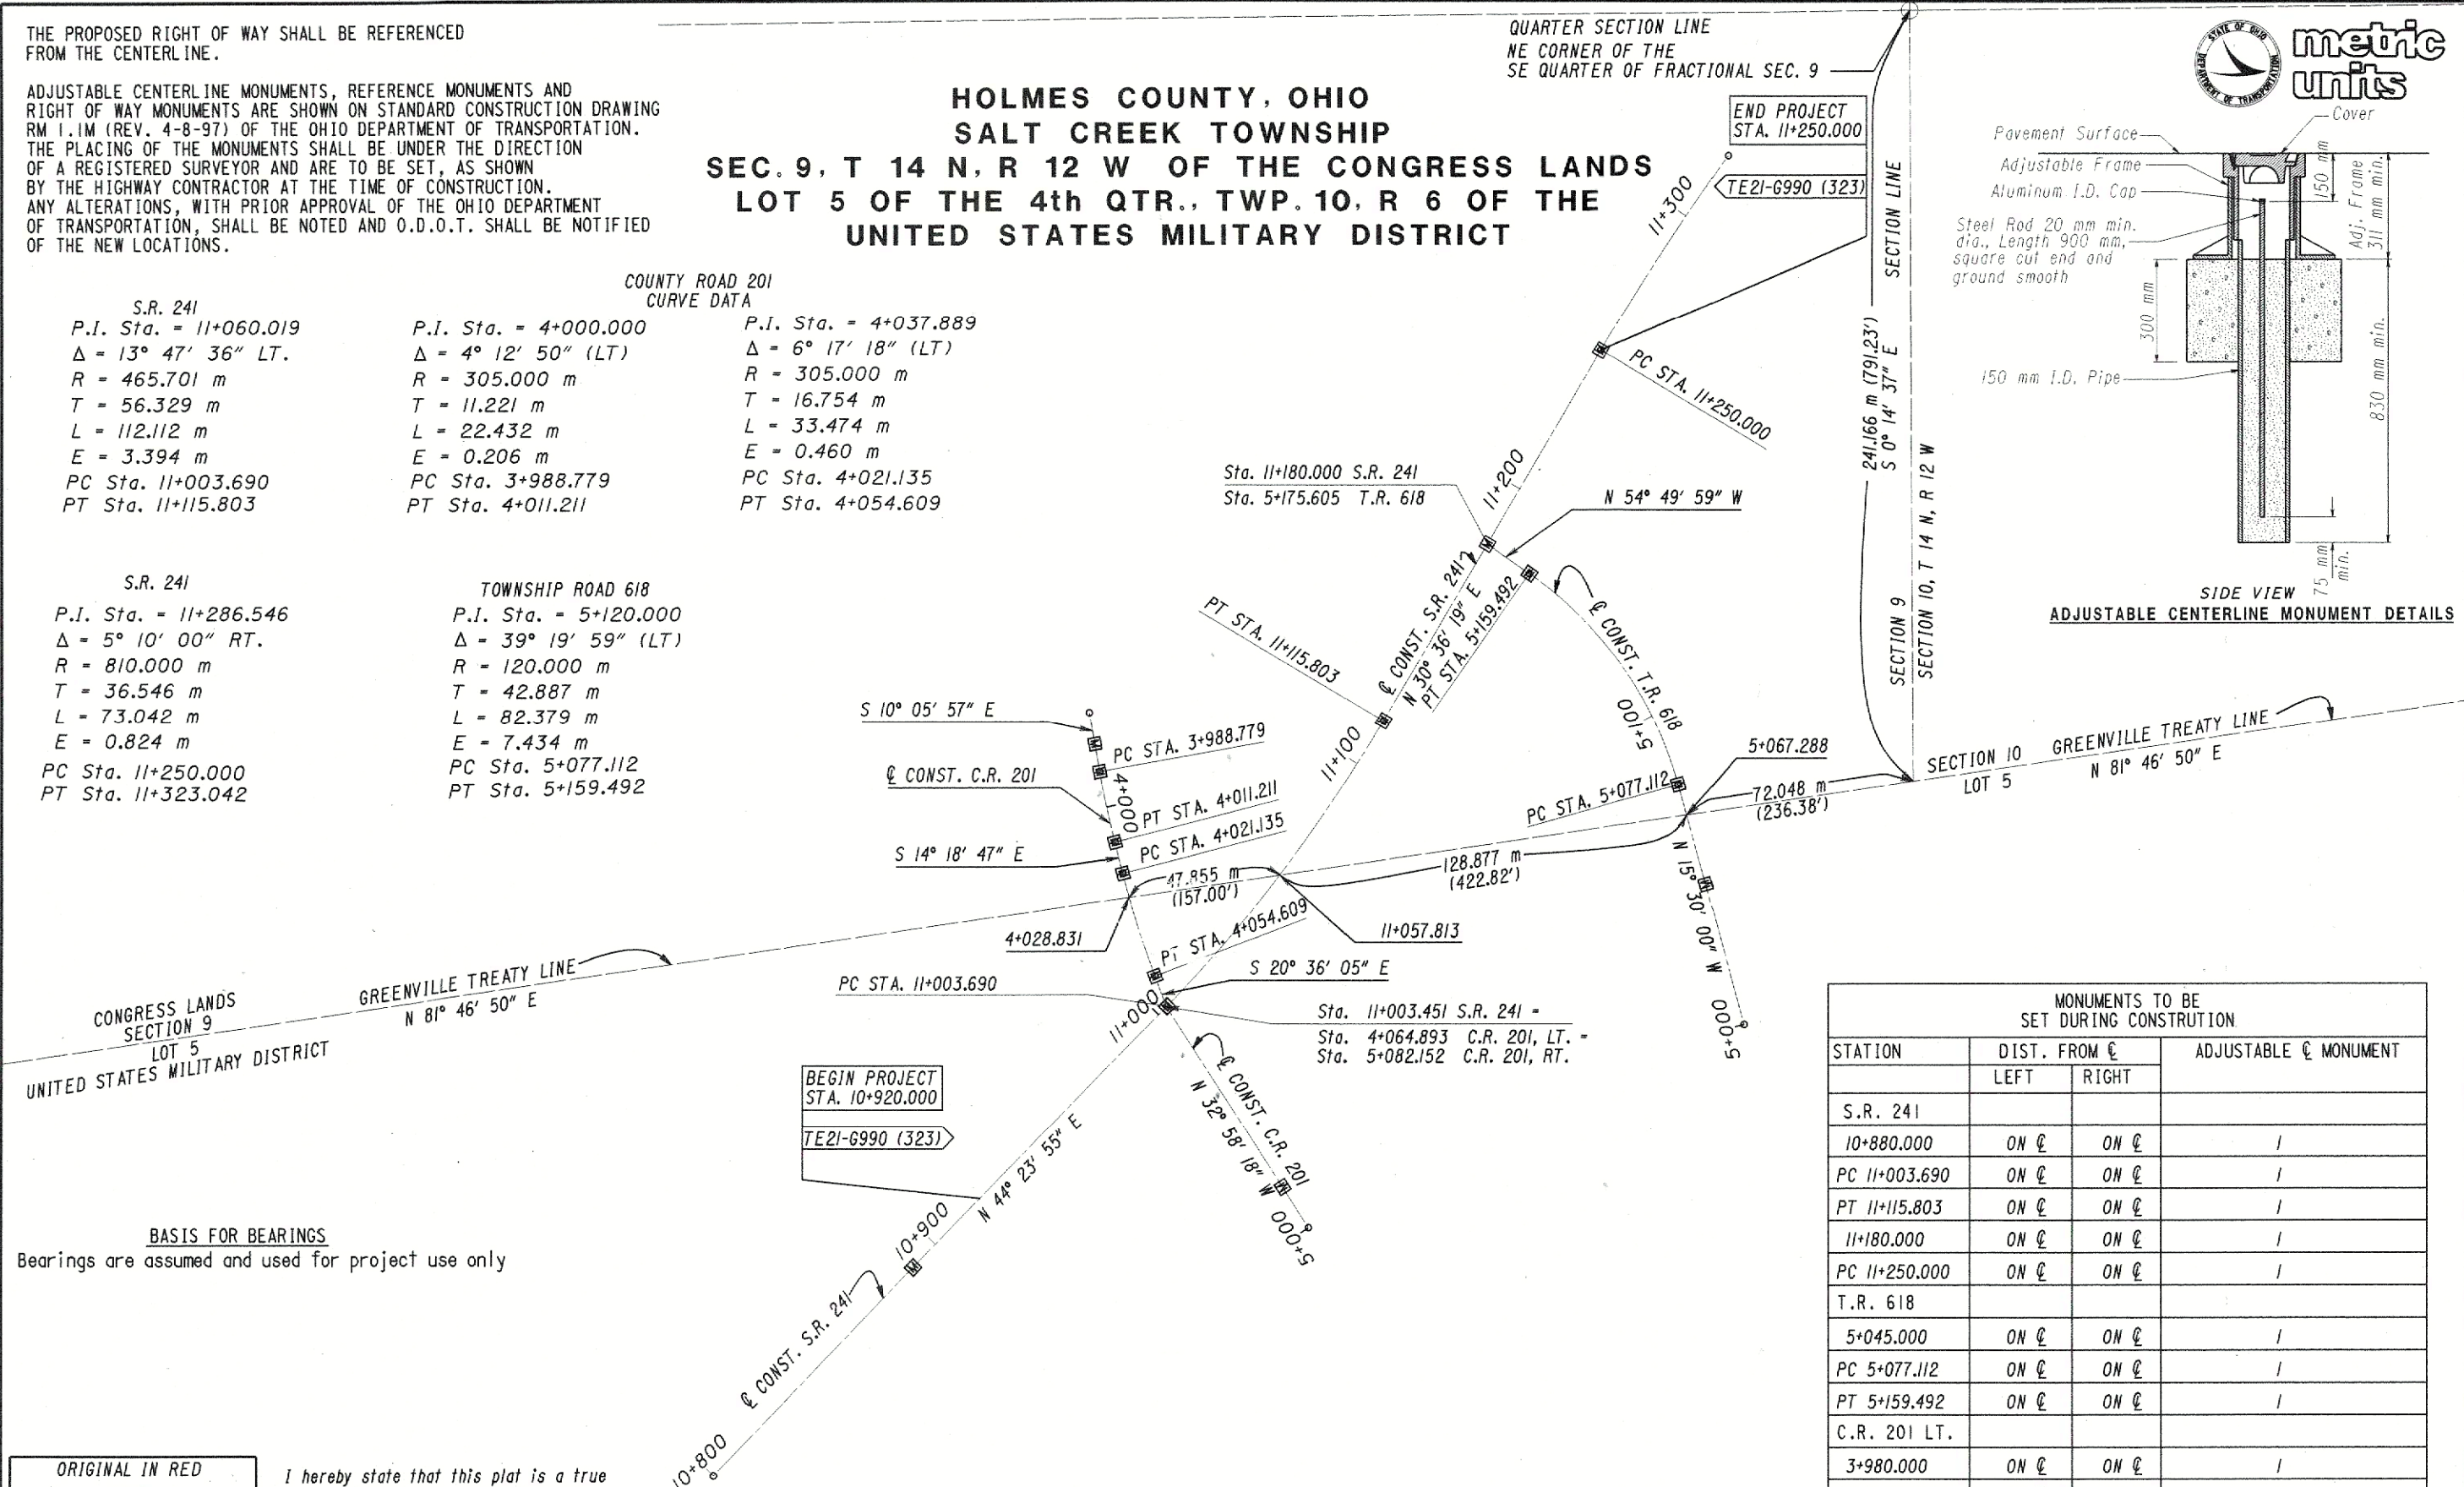 THE PROPOSED RIGHT OF WAY SHALL BE REFERENCED
FROM THE CENTERLINE.
ADJUSTABLE CENTERLINE MONUMENTS, REFERENCE MONUMENTS AND
RIGHT OF WAY MONUMENTS ARE SHOWN ON STANDARD CONSTRUCTION DRAWING
RM 1.1M (REV. 4-8-97) OF THE OHIO DEPARTMENT OF TRANSPORTATION.
THE PLACING OF THE MONUMENTS SHALL BE UNDER THE DIRECTION
OF A REGISTERED SURVEYOR AND ARE TO BE SET, AS SHOWN
BY THE HIGHWAY CONTRACTOR AT THE TIME OF CONSTRUCTION.
ANY ALTERATIONS, WITH PRIOR APPROVAL OF THE OHIO DEPARTMENT
OF TRANSPORTATION, SHALL BE NOTED AND O.D.O.T. SHALL BE NOTIFIED
OF THE NEW LOCATIONS.
HOLMES COUNTY, OHIO
SALT CREEK TOWNSHIP
SEC. 9, T 14 N, R 12 W OF THE CONGRESS LANDS
LOT 5 OF THE 4th QTR., TWP. 10, R 6 OF THE
UNITED STATES MILITARY DISTRICT
QUARTER SECTION LINE
NE CORNER OF THE
SE QUARTER OF FRACTIONAL SEC. 9
END PROJECT
STA. 11+250.000
TE21-G990 (323)
STATE OF OHIO
DEPARTMENT OF TRANSPORTATION
metric
units
Cover
Pavement Surface
Adjustable Frame
Aluminum I.D. Cap
Steel Rod 20 mm min.
dia., Length 900 mm,
square cut end and
ground smooth
150 mm I.D. Pipe
150 mm
Adj. Frame
311 mm min.
300 mm
830 mm min.
75 mm
min.
SIDE VIEW
ADJUSTABLE CENTERLINE MONUMENT DETAILS
S.R. 241
P.I. Sta. = 11+060.019
Δ = 13° 47' 36" LT.
R = 465.701 m
T = 56.329 m
L = 112.112 m
E = 3.394 m
PC Sta. 11+003.690
PT Sta. 11+115.803
COUNTY ROAD 201
CURVE DATA
P.I. Sta. = 4+000.000
Δ = 4° 12' 50" (LT)
R = 305.000 m
T = 11.221 m
L = 22.432 m
E = 0.206 m
PC Sta. 3+988.779
PT Sta. 4+011.211
P.I. Sta. = 4+037.889
Δ = 6° 17' 18" (LT)
R = 305.000 m
T = 16.754 m
L = 33.474 m
E = 0.460 m
PC Sta. 4+021.135
PT Sta. 4+054.609
S.R. 241
P.I. Sta. = 11+286.546
Δ = 5° 10' 00" RT.
R = 810.000 m
T = 36.546 m
L = 73.042 m
E = 0.824 m
PC Sta. 11+250.000
PT Sta. 11+323.042
TOWNSHIP ROAD 618
P.I. Sta. = 5+120.000
Δ = 39° 19' 59" (LT)
R = 120.000 m
T = 42.887 m
L = 82.379 m
E = 7.434 m
PC Sta. 5+077.112
PT Sta. 5+159.492
11+300
PC STA. 11+250.000
11+200
Sta. 11+180.000 S.R. 241
Sta. 5+175.605 T.R. 618
N 54° 49' 59" W
℄ CONST. S.R. 241
N 30° 36' 19" E
PT STA. 5+159.492
℄ CONST. T.R. 618
PT STA. 11+115.803
11+100
5+100
241.166 m (791.23')
S 0° 14' 37" E
SECTION LINE
SECTION 9
SECTION 10, T 14 N, R 12 W
S 10° 05' 57" E
PC STA. 3+988.779
℄ CONST. C.R. 201
4+000
PT STA. 4+011.211
PC STA. 4+021.135
S 14° 18' 47" E
47.855 m
(157.00')
128.877 m
(422.82')
PC STA. 5+077.112
5+067.288
72.048 m
(236.38')
SECTION 10
LOT 5
GREENVILLE TREATY LINE
N 81° 46' 50" E
4+028.831
PT STA. 4+054.609
11+057.813
S 20° 36' 05" E
PC STA. 11+003.690
11+000
N 15° 30' 00" W
5+000
Sta. 11+003.451 S.R. 241 =
Sta. 4+064.893 C.R. 201, LT. =
Sta. 5+082.152 C.R. 201, RT.
GREENVILLE TREATY LINE
N 81° 46' 50" E
CONGRESS LANDS
SECTION 9
LOT 5
UNITED STATES MILITARY DISTRICT
BEGIN PROJECT
STA. 10+920.000
TE21-G990 (323)
℄ CONST. C.R. 201
N 32° 58' 18" W
5+000
N 44° 23' 55" E
10+900
℄ CONST. S.R. 241
10+800
BASIS FOR BEARINGS
Bearings are assumed and used for project use only
ORIGINAL IN RED
I hereby state that this plat is a true
MONUMENTS TO BE
SET DURING CONSTRUTION
STATION DIST. FROM ℄ ADJUSTABLE ℄ MONUMENT
LEFT RIGHT
S.R. 241
10+880.000 ON ℄ ON ℄ 1
PC 11+003.690 ON ℄ ON ℄ 1
PT 11+115.803 ON ℄ ON ℄ 1
11+180.000 ON ℄ ON ℄ 1
PC 11+250.000 ON ℄ ON ℄ 1
T.R. 618
5+045.000 ON ℄ ON ℄ 1
PC 5+077.112 ON ℄ ON ℄ 1
PT 5+159.492 ON ℄ ON ℄ 1
C.R. 201 LT.
3+980.000 ON ℄ ON ℄ 1